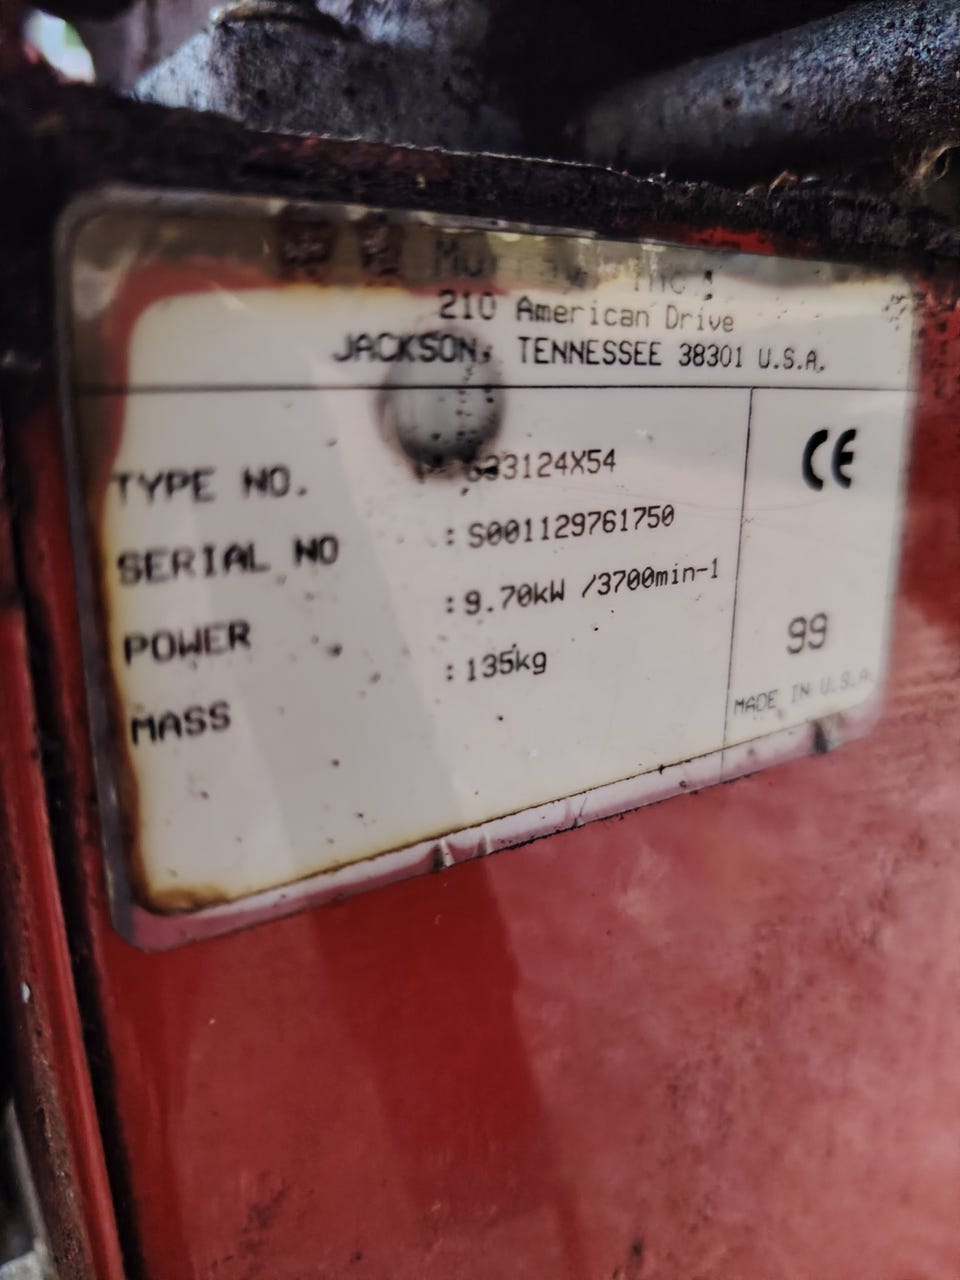 210 American Drive
JACKSON, TENNESSEE 38301 U.S.A.
TYPE NO. 33124X54
SERIAL NO : S001129761750
POWER : 9.70kW /3700min-1
MASS : 135kg
CE
99
MADE IN U.S.A